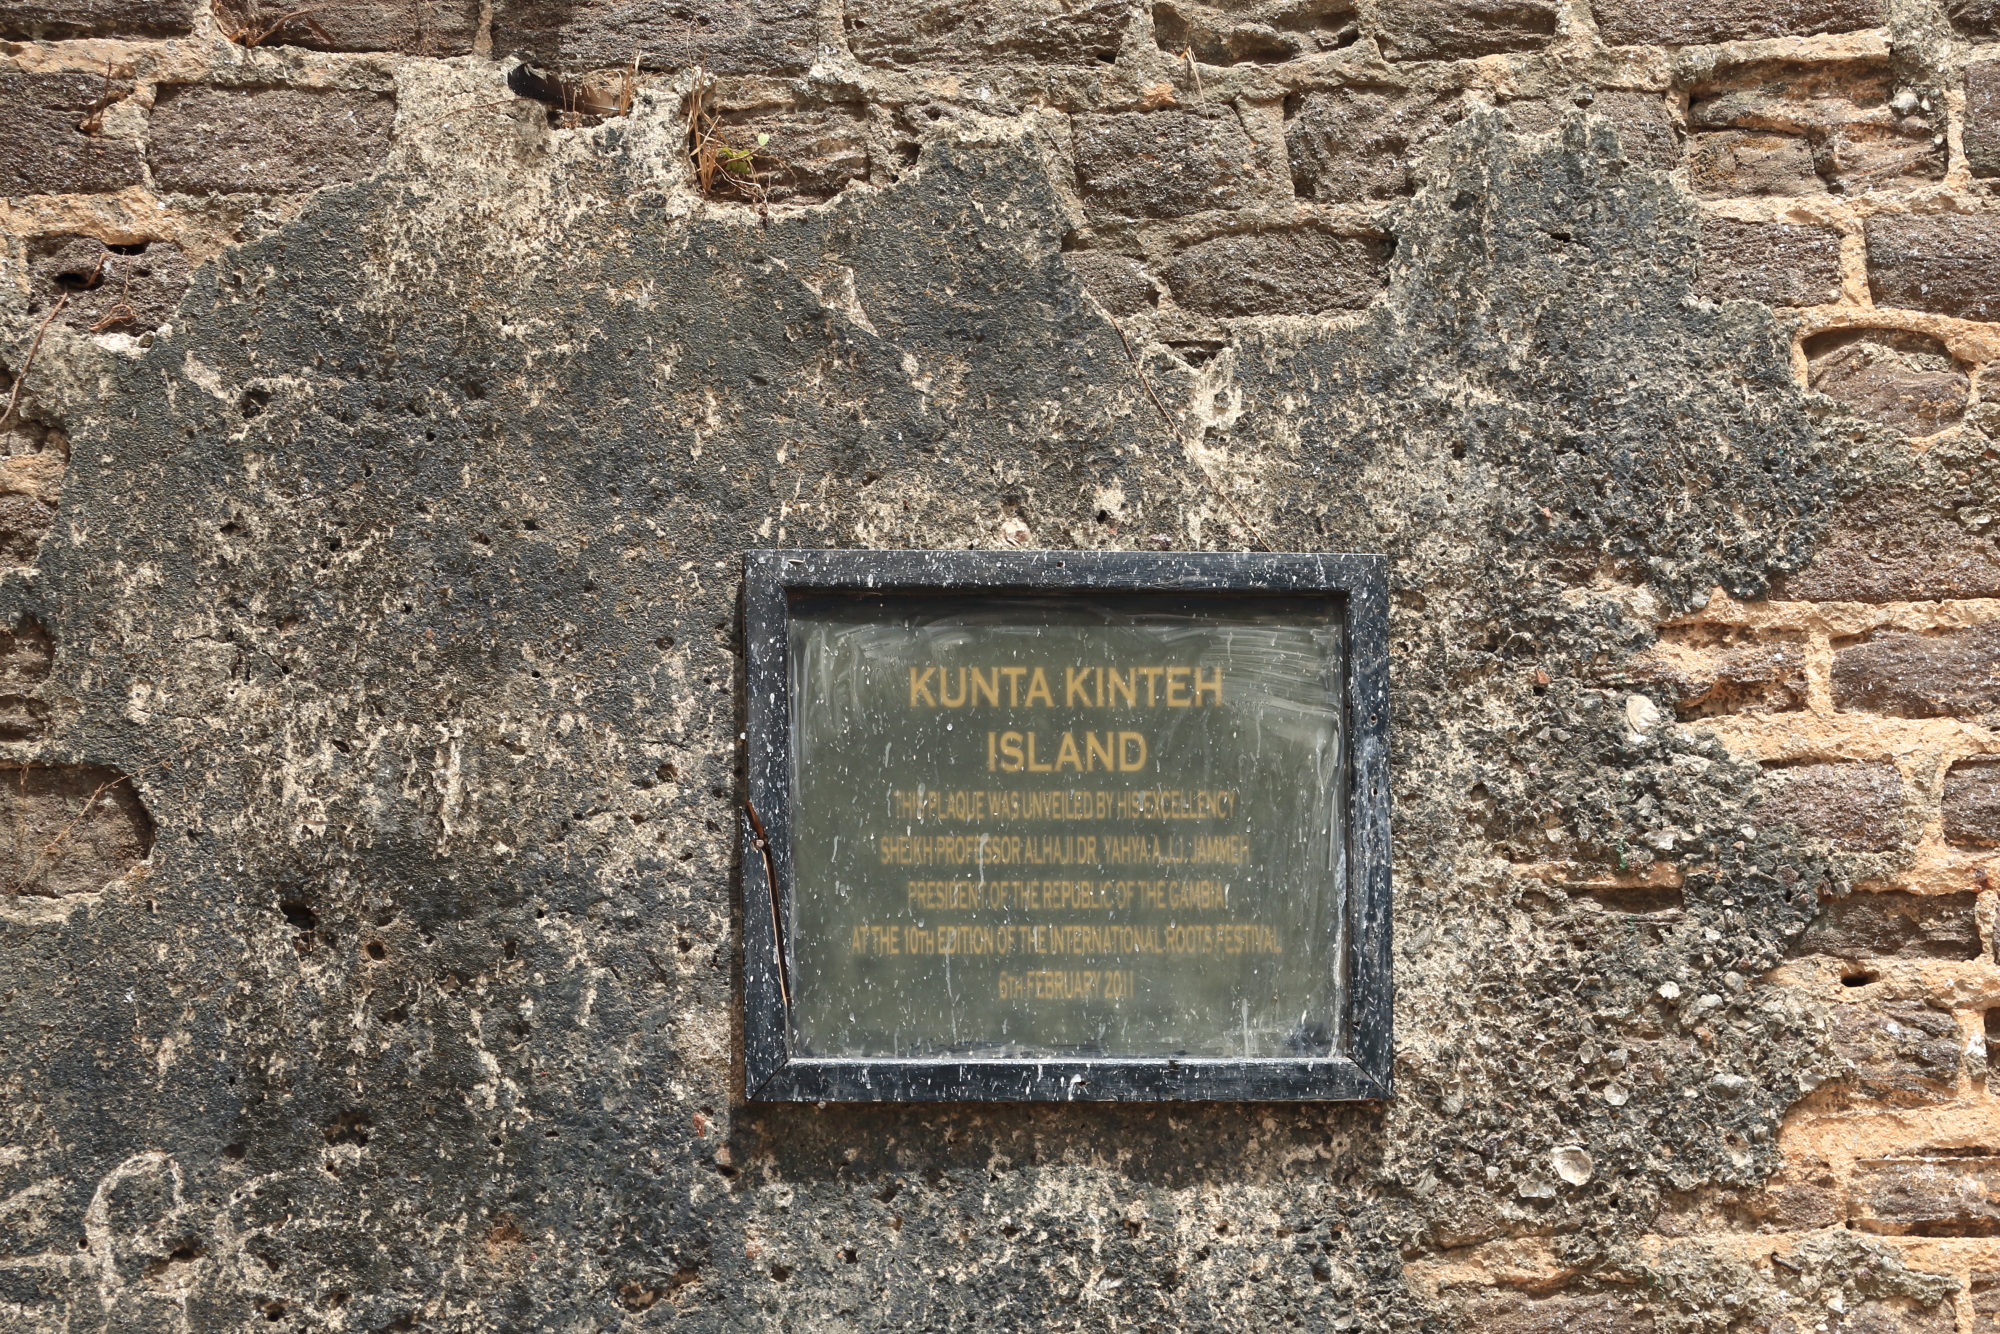 KUNTA KINTEH
ISLAND
THIS PLAQUE WAS UNVEILED BY HIS EXCELLENCY
SHEIKH PROFESSOR ALHAJI DR. YAHYA A.J.J. JAMMEH
PRESIDENT OF THE REPUBLIC OF THE GAMBIA
AT THE 10TH EDITION OF THE INTERNATIONAL ROOTS FESTIVAL
6TH FEBRUARY 2011